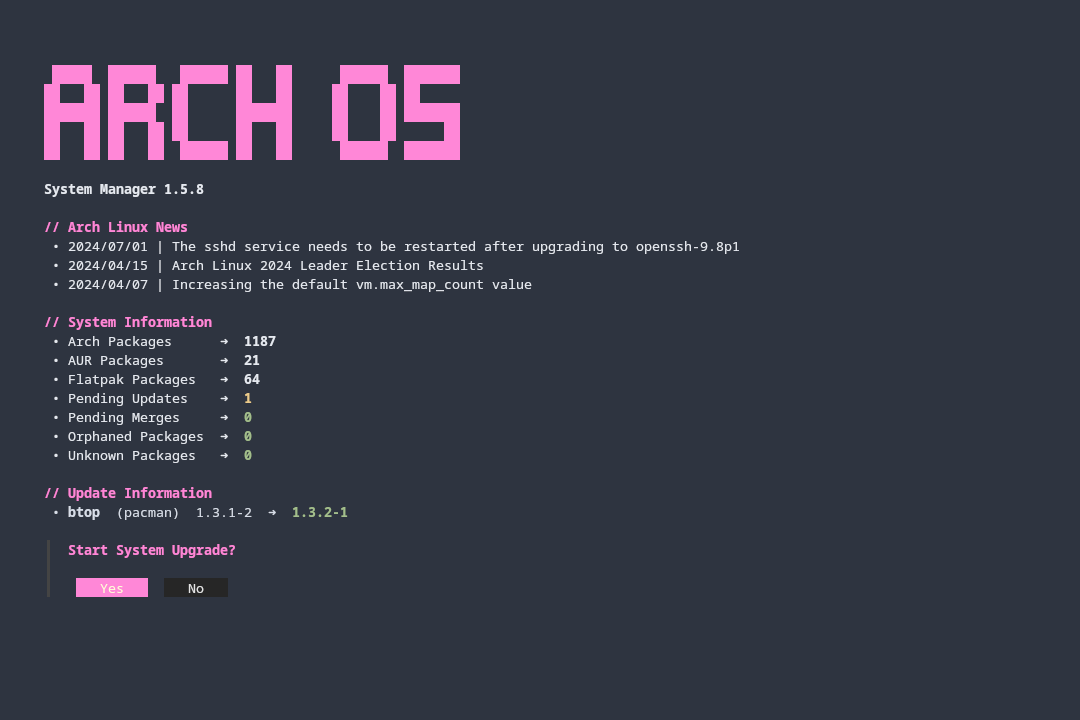 ARCH OS
System Manager 1.5.8
// Arch Linux News
• 2024/07/01 | The sshd service needs to be restarted after upgrading to openssh-9.8p1
• 2024/04/15 | Arch Linux 2024 Leader Election Results
• 2024/04/07 | Increasing the default vm.max_map_count value
// System Information
• Arch Packages ➜ 1187
• AUR Packages ➜ 21
• Flatpak Packages ➜ 64
• Pending Updates ➜ 1
• Pending Merges ➜ 0
• Orphaned Packages ➜ 0
• Unknown Packages ➜ 0
// Update Information
• btop (pacman) 1.3.1-2 ➜ 1.3.2-1
Start System Upgrade?
Yes No